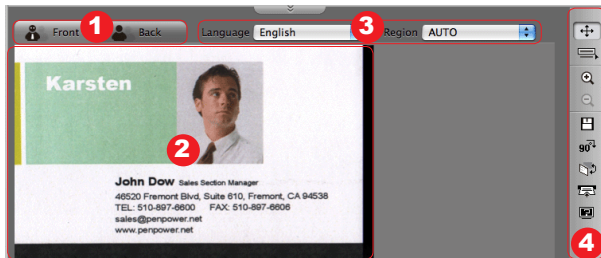 1 Front Back
Language English 3 Region AUTO
Karsten
2
John Dow Sales Section Manager
46520 Fremont Blvd, Suite 610, Fremont, CA 94538
TEL: 510-897-6600 FAX: 510-897-6606
sales@penpower.net
www.penpower.net
90°
4